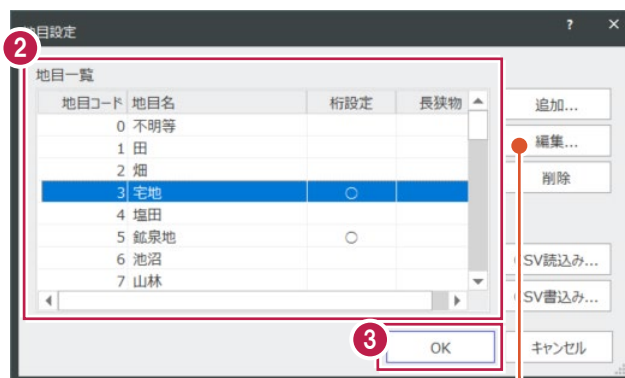 地目設定 ? ×
2
地目一覧
地目コード 地目名 桁設定 長狭物
0 不明等
1 田
2 畑
3 宅地 ○
4 塩田
5 鉱泉地 ○
6 池沼
7 山林
追加...
編集...
削除
CSV読込み...
CSV書込み...
3
OK
キャンセル